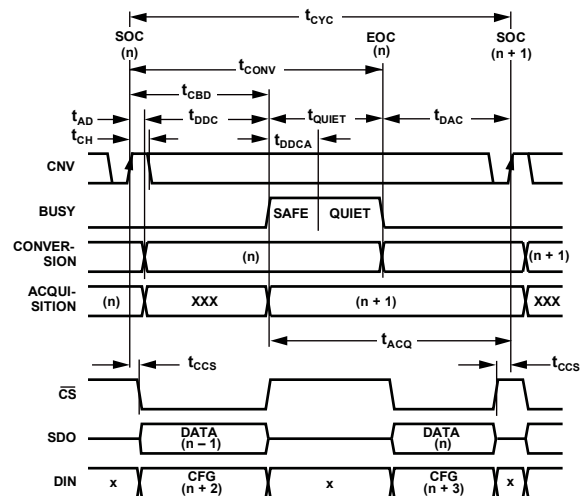 tCYC
SOC
(n)
EOC
(n)
SOC
(n + 1)
tCONV
tCBD
tAD
tDDC
tQUIET
tDAC
tCH
tDDCA
CNV
BUSY
SAFE
QUIET
CONVER-
SION
(n)
(n + 1)
ACQUI-
SITION
(n)
XXX
(n + 1)
XXX
tACQ
tCCS
tCCS
CS
SDO
DATA
(n – 1)
DATA
(n)
DIN
x
CFG
(n + 2)
x
CFG
(n + 3)
x